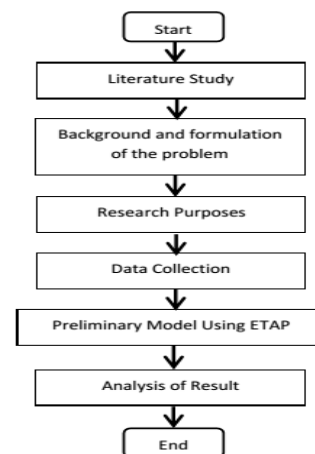 Start
Literature Study
Background and formulation
of the problem
Research Purposes
Data Collection
Preliminary Model Using ETAP
Analysis of Result
End